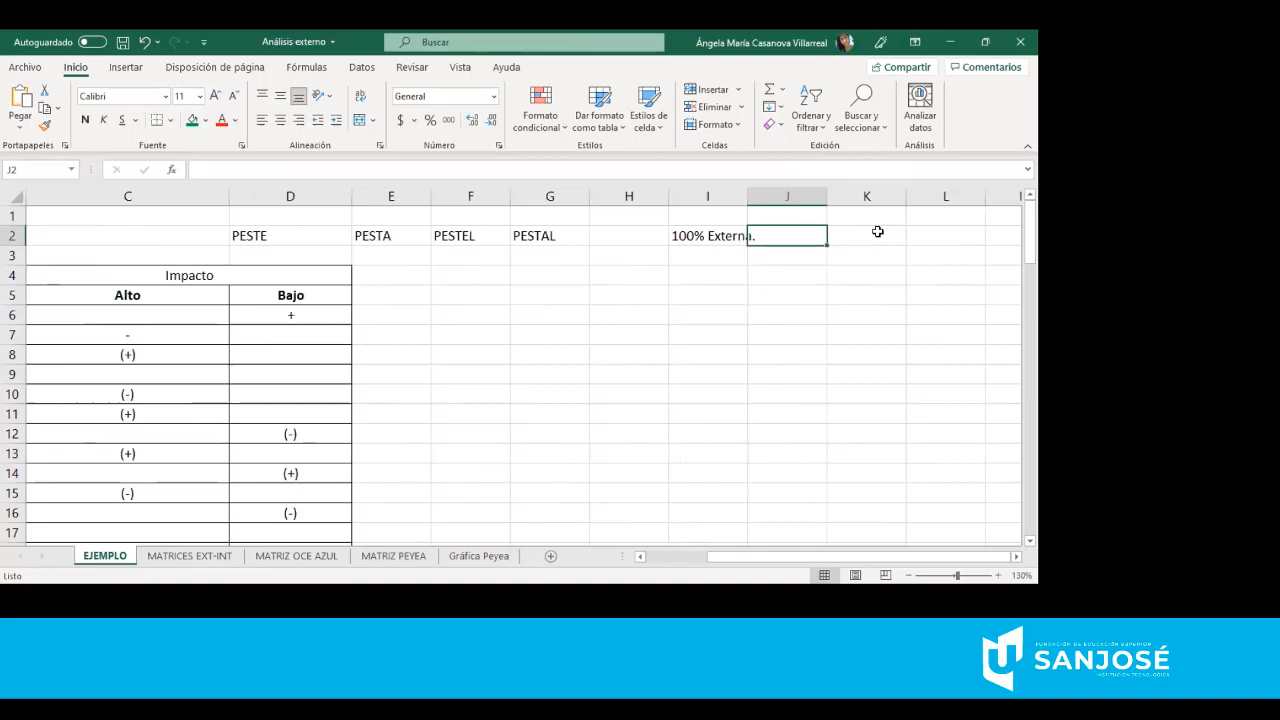 Autoguardado
Análisis externo
Buscar
Ángela María Casanova Villarreal
Archivo Inicio Insertar Disposición de página Fórmulas Datos Revisar Vista Ayuda Compartir Comentarios
Pegar
Calibri 11
N K S
General
$ % 000
Formato condicional
Dar formato como tabla
Estilos de celda
Insertar
Eliminar
Formato
Ordenar y filtrar
Buscar y seleccionar
Analizar datos
Portapapeles Fuente Alineación Número Estilos Celdas Edición Análisis
J2 fx
C D E F G H I J K L
1
2 PESTE PESTA PESTEL PESTAL 100% Externa.
3
4 Impacto
5 Alto Bajo
6 +
7 -
8 (+)
9
10 (-)
11 (+)
12 (-)
13 (+)
14 (+)
15 (-)
16 (-)
17
EJEMPLO MATRICES EXT-INT MATRIZ OCE AZUL MATRIZ PEYEA Gráfica Peyea
Listo 130%
FUNDACIÓN DE EDUCACIÓN SUPERIOR
SANJOSÉ
INSTITUCIÓN TECNOLÓGICA